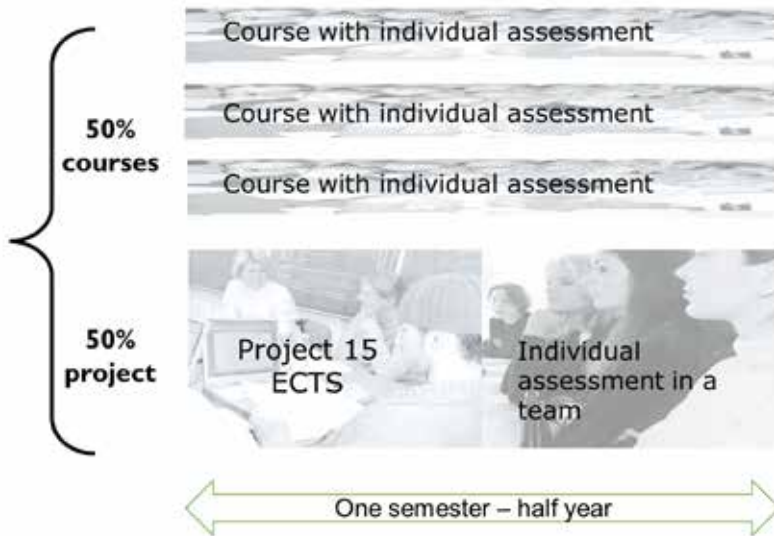 Course with individual assessment
Course with individual assessment
Course with individual assessment
50%
courses
50%
project
Project 15
ECTS
Individual
assessment in a
team
One semester – half year